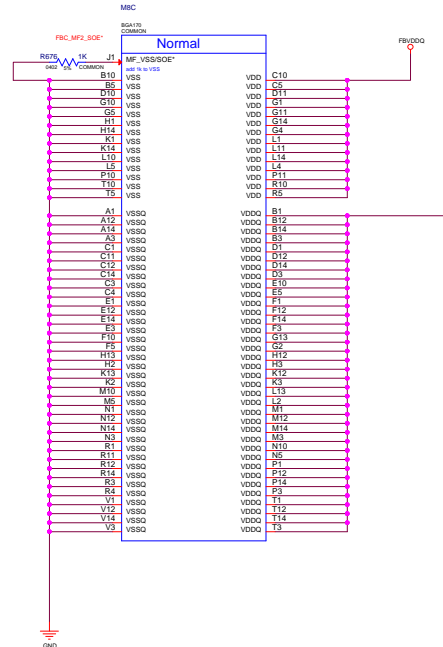 M8C
BGA170
COMMON
Normal
FBC_MF2_SOE*
FBVDDQ
R676 1K J1 MF_VSS/SOE*
0402 5% COMMON add 1k to VSS
B10 VSS VDD C10
B5 VSS VDD C5
D10 VSS VDD D11
G10 VSS VDD G1
G5 VSS VDD G11
H1 VSS VDD G14
H14 VSS VDD G4
K1 VSS VDD L1
K14 VSS VDD L11
L10 VSS VDD L14
L5 VSS VDD L4
P10 VSS VDD P11
T10 VSS VDD R10
T5 VSS VDD R5
A1 VSSQ VDDQ B1
A12 VSSQ VDDQ B12
A14 VSSQ VDDQ B14
A3 VSSQ VDDQ B3
C1 VSSQ VDDQ D1
C11 VSSQ VDDQ D12
C12 VSSQ VDDQ D14
C14 VSSQ VDDQ D3
C3 VSSQ VDDQ E10
C4 VSSQ VDDQ E5
E1 VSSQ VDDQ F1
E12 VSSQ VDDQ F12
E14 VSSQ VDDQ F14
E3 VSSQ VDDQ F3
F10 VSSQ VDDQ G13
F5 VSSQ VDDQ G2
H13 VSSQ VDDQ H12
H2 VSSQ VDDQ H3
K13 VSSQ VDDQ K12
K2 VSSQ VDDQ K3
M10 VSSQ VDDQ L13
M5 VSSQ VDDQ L2
N1 VSSQ VDDQ M1
N12 VSSQ VDDQ M12
N14 VSSQ VDDQ M14
N3 VSSQ VDDQ M3
R1 VSSQ VDDQ N10
R11 VSSQ VDDQ N5
R12 VSSQ VDDQ P1
R14 VSSQ VDDQ P12
R3 VSSQ VDDQ P14
R4 VSSQ VDDQ P3
V1 VSSQ VDDQ T1
V12 VSSQ VDDQ T12
V14 VSSQ VDDQ T14
V3 VSSQ VDDQ T3
GND